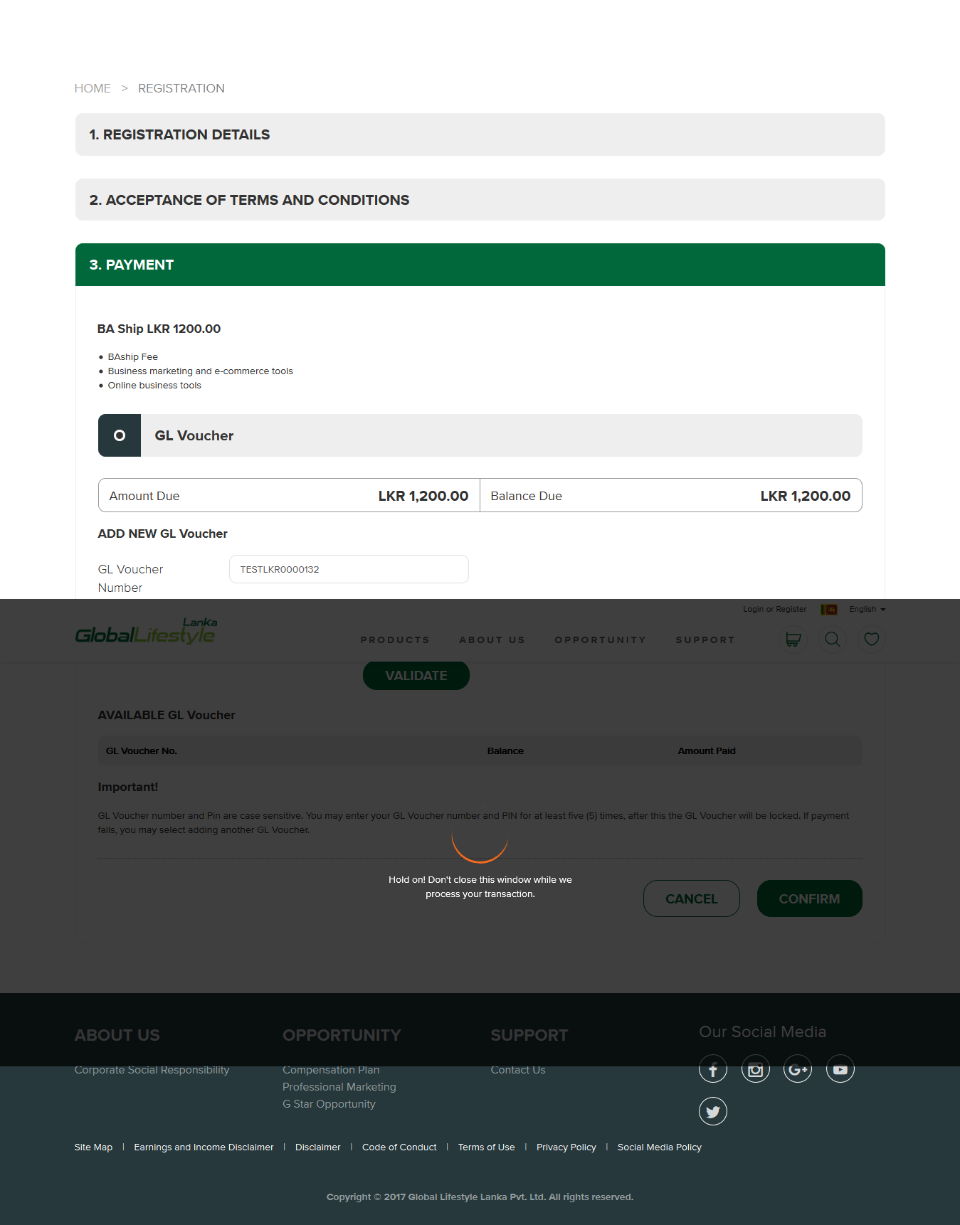 HOME > REGISTRATION
1. REGISTRATION DETAILS
2. ACCEPTANCE OF TERMS AND CONDITIONS
3. PAYMENT
BA Ship LKR 1200.00
• BAship Fee
• Business marketing and e-commerce tools
• Online business tools
GL Voucher
Amount Due LKR 1,200.00 Balance Due LKR 1,200.00
ADD NEW GL Voucher
GL Voucher
Number
TESTLKR0000132
Login or Register English
Lanka
GlobalLifestyle
PRODUCTS ABOUT US OPPORTUNITY SUPPORT
VALIDATE
AVAILABLE GL Voucher
GL Voucher No. Balance Amount Paid
Important!
GL Voucher number and Pin are case sensitive. You may enter your GL Voucher number and PIN for at least five (5) times, after this the GL Voucher will be locked. If payment
fails, you may select adding another GL Voucher.
Hold on! Don't close this window while we
process your transaction.
CANCEL CONFIRM
ABOUT US OPPORTUNITY SUPPORT Our Social Media
Corporate Social Responsibility Compensation Plan Contact Us
Professional Marketing
G Star Opportunity
Site Map | Earnings and Income Disclaimer | Disclaimer | Code of Conduct | Terms of Use | Privacy Policy | Social Media Policy
Copyright © 2017 Global Lifestyle Lanka Pvt. Ltd. All rights reserved.